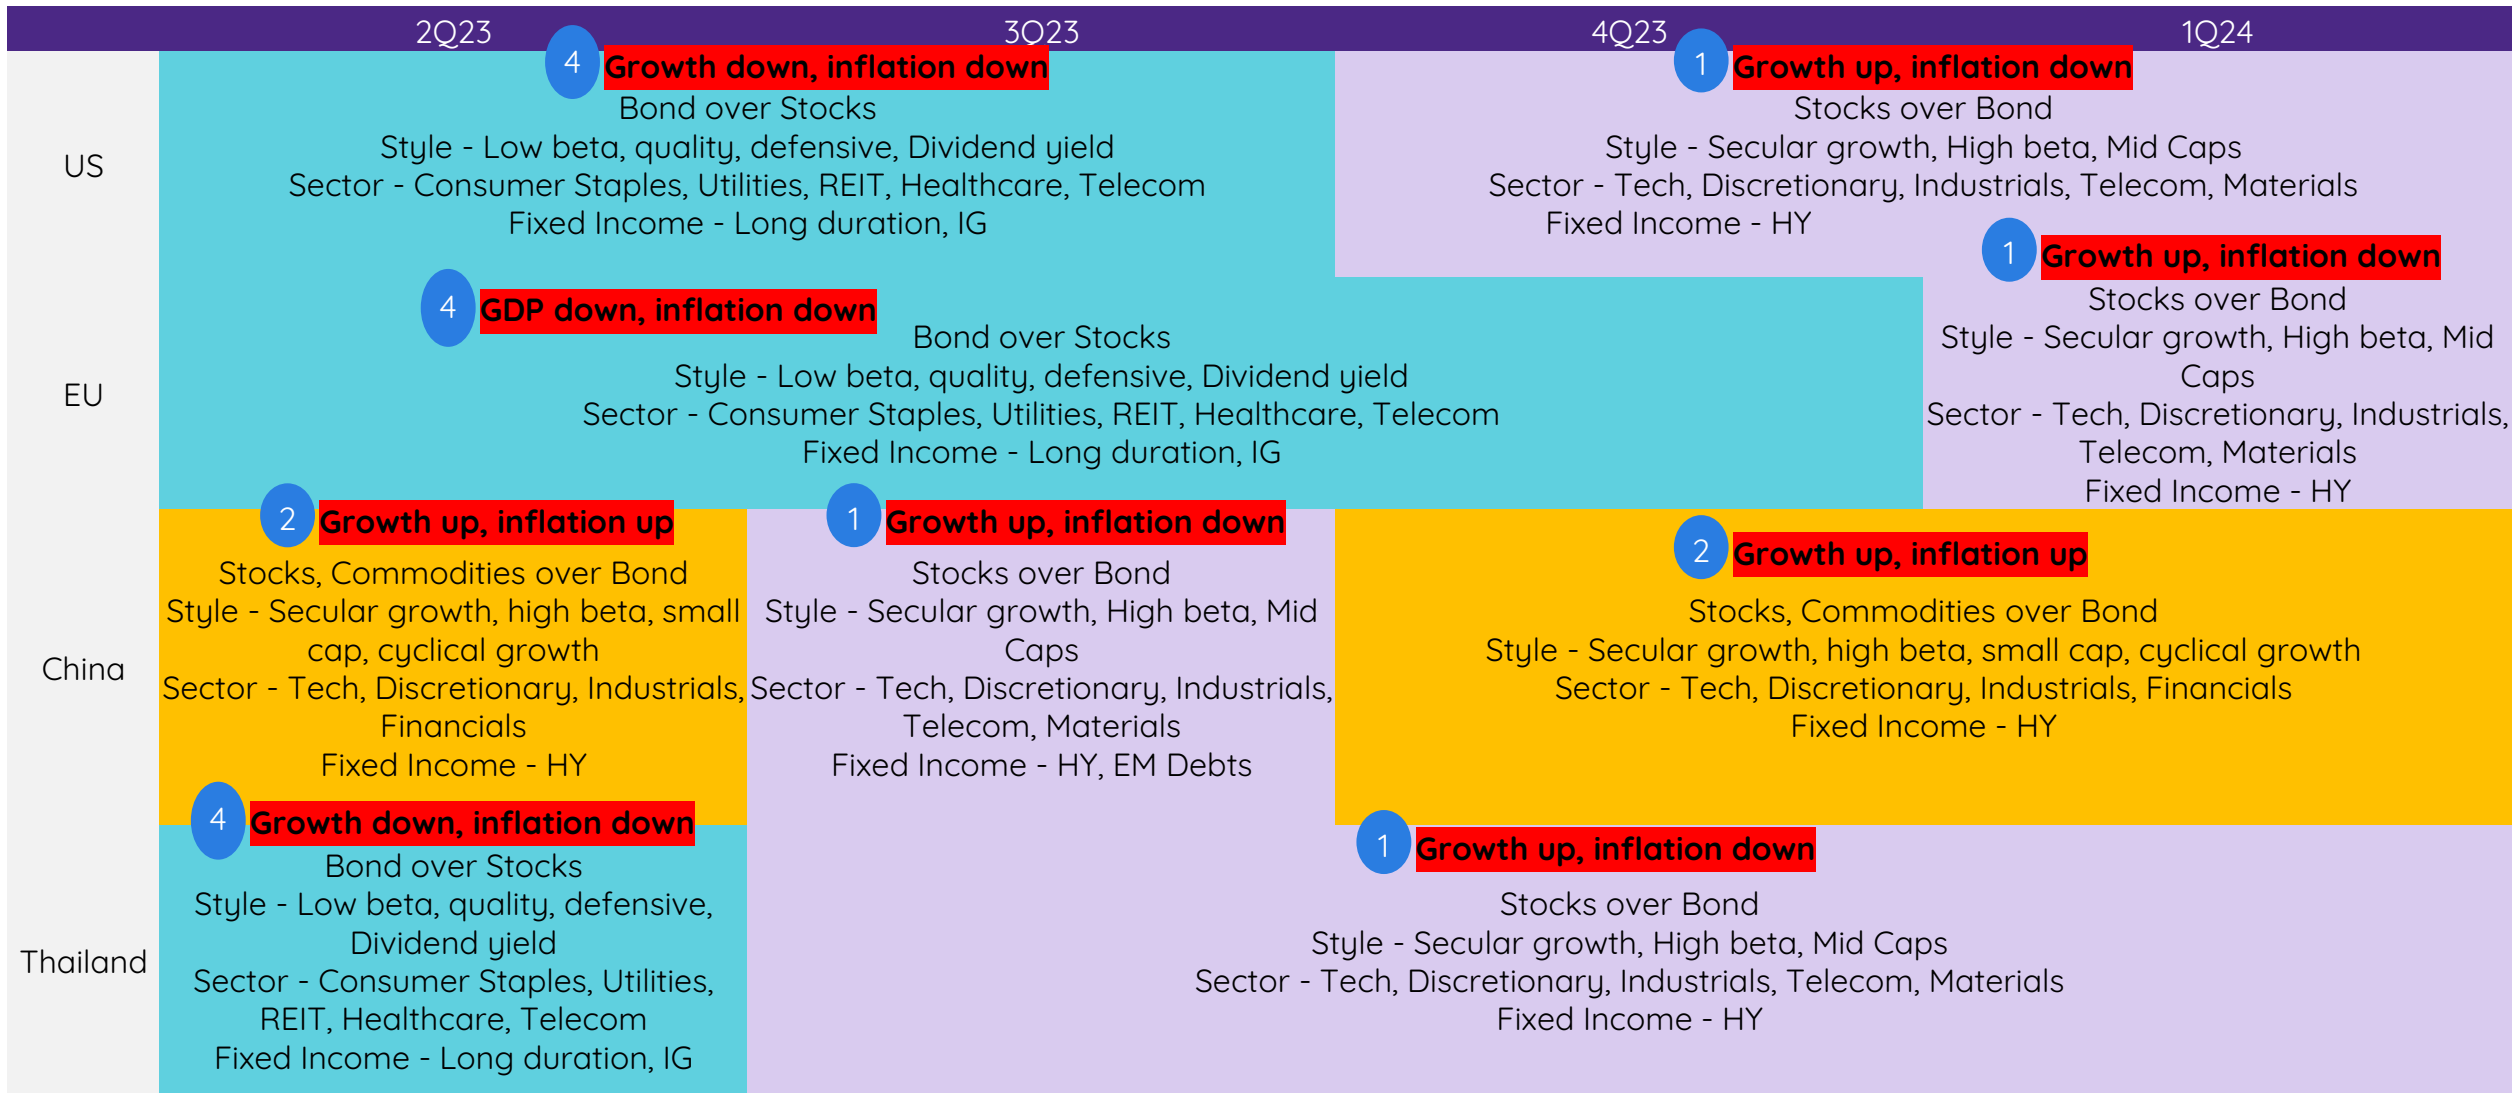 2Q23 3Q23 4Q23 1Q24
US
4 Growth down, inflation down
Bond over Stocks
Style - Low beta, quality, defensive, Dividend yield
Sector - Consumer Staples, Utilities, REIT, Healthcare, Telecom
Fixed Income - Long duration, IG
1 Growth up, inflation down
Stocks over Bond
Style - Secular growth, High beta, Mid Caps
Sector - Tech, Discretionary, Industrials, Telecom, Materials
Fixed Income - HY
EU
4 GDP down, inflation down
Bond over Stocks
Style - Low beta, quality, defensive, Dividend yield
Sector - Consumer Staples, Utilities, REIT, Healthcare, Telecom
Fixed Income - Long duration, IG
1 Growth up, inflation down
Stocks over Bond
Style - Secular growth, High beta, Mid
Caps
Sector - Tech, Discretionary, Industrials,
Telecom, Materials
Fixed Income - HY
China
2 Growth up, inflation up
Stocks, Commodities over Bond
Style - Secular growth, high beta, small
cap, cyclical growth
Sector - Tech, Discretionary, Industrials,
Financials
Fixed Income - HY
1 Growth up, inflation down
Stocks over Bond
Style - Secular growth, High beta, Mid
Caps
Sector - Tech, Discretionary, Industrials,
Telecom, Materials
Fixed Income - HY, EM Debts
2 Growth up, inflation up
Stocks, Commodities over Bond
Style - Secular growth, high beta, small cap, cyclical growth
Sector - Tech, Discretionary, Industrials, Financials
Fixed Income - HY
Thailand
4 Growth down, inflation down
Bond over Stocks
Style - Low beta, quality, defensive,
Dividend yield
Sector - Consumer Staples, Utilities,
REIT, Healthcare, Telecom
Fixed Income - Long duration, IG
1 Growth up, inflation down
Stocks over Bond
Style - Secular growth, High beta, Mid Caps
Sector - Tech, Discretionary, Industrials, Telecom, Materials
Fixed Income - HY